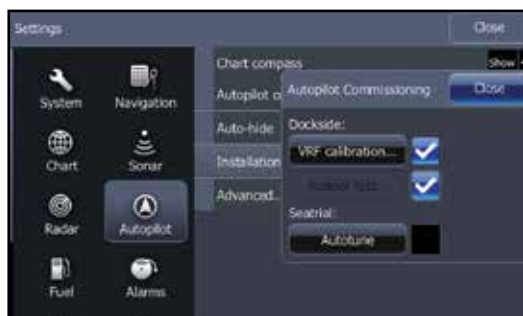 Settings
Close
System
Navigation
Chart
Sonar
Radar
Autopilot
Fuel
Alarms
Chart compass
Show
Autopilot
Auto-hide
Installation
Advanced...
Autopilot Commissioning
Close
Dockside:
VRF calibration...
Seatrial:
Autotune